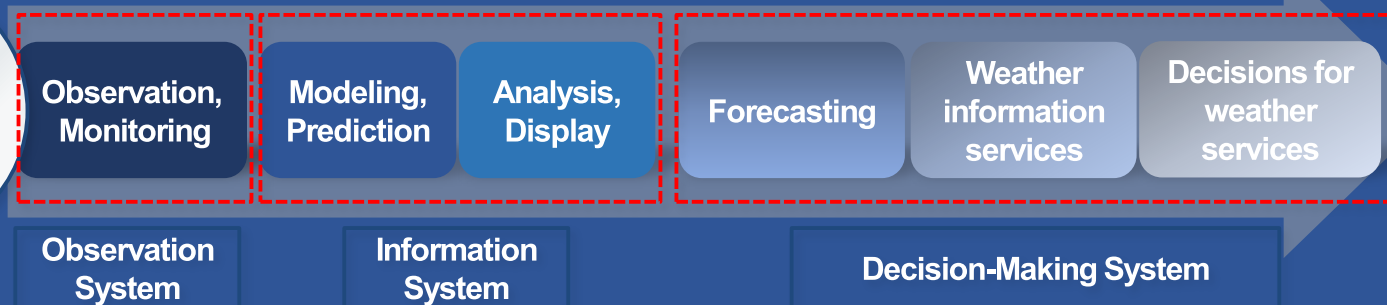 Observation,
Monitoring
Modeling,
Prediction
Analysis,
Display
Forecasting
Weather
information
services
Decisions for
weather
services
Observation
System
Information
System
Decision-Making System